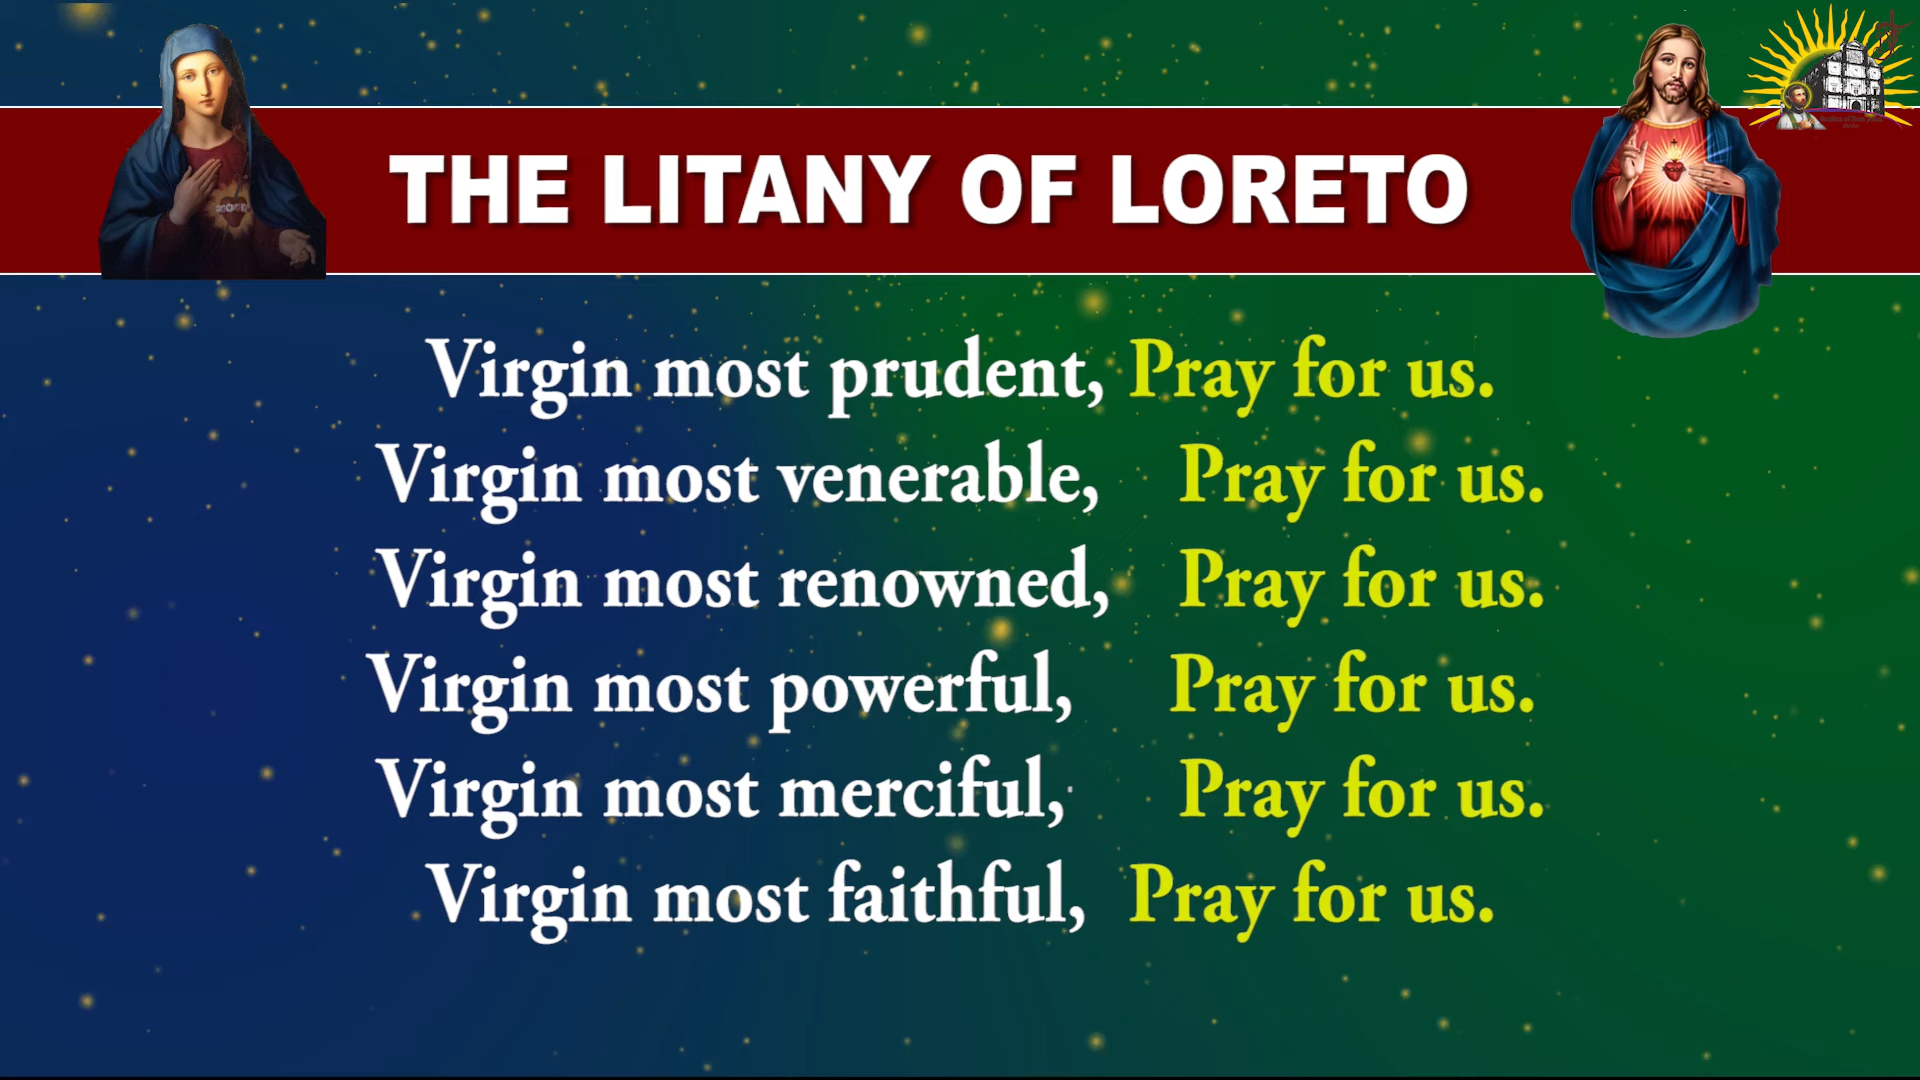 THE LITANY OF LORETO
Virgin most prudent, Pray for us.
Virgin most venerable, Pray for us.
Virgin most renowned, Pray for us.
Virgin most powerful, Pray for us.
Virgin most merciful, Pray for us.
Virgin most faithful, Pray for us.